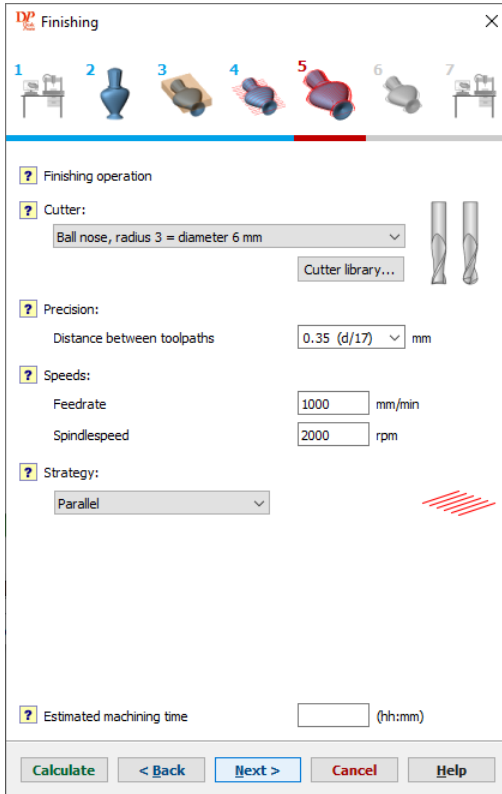 DP Finishing
1 2 3 4 5 6 7
? Finishing operation
? Cutter:
Ball nose, radius 3 = diameter 6 mm
Cutter library...
? Precision:
Distance between toolpaths 0.35 (d/17) mm
? Speeds:
Feedrate 1000 mm/min
Spindlespeed 2000 rpm
? Strategy:
Parallel
? Estimated machining time (hh:mm)
Calculate < Back Next > Cancel Help